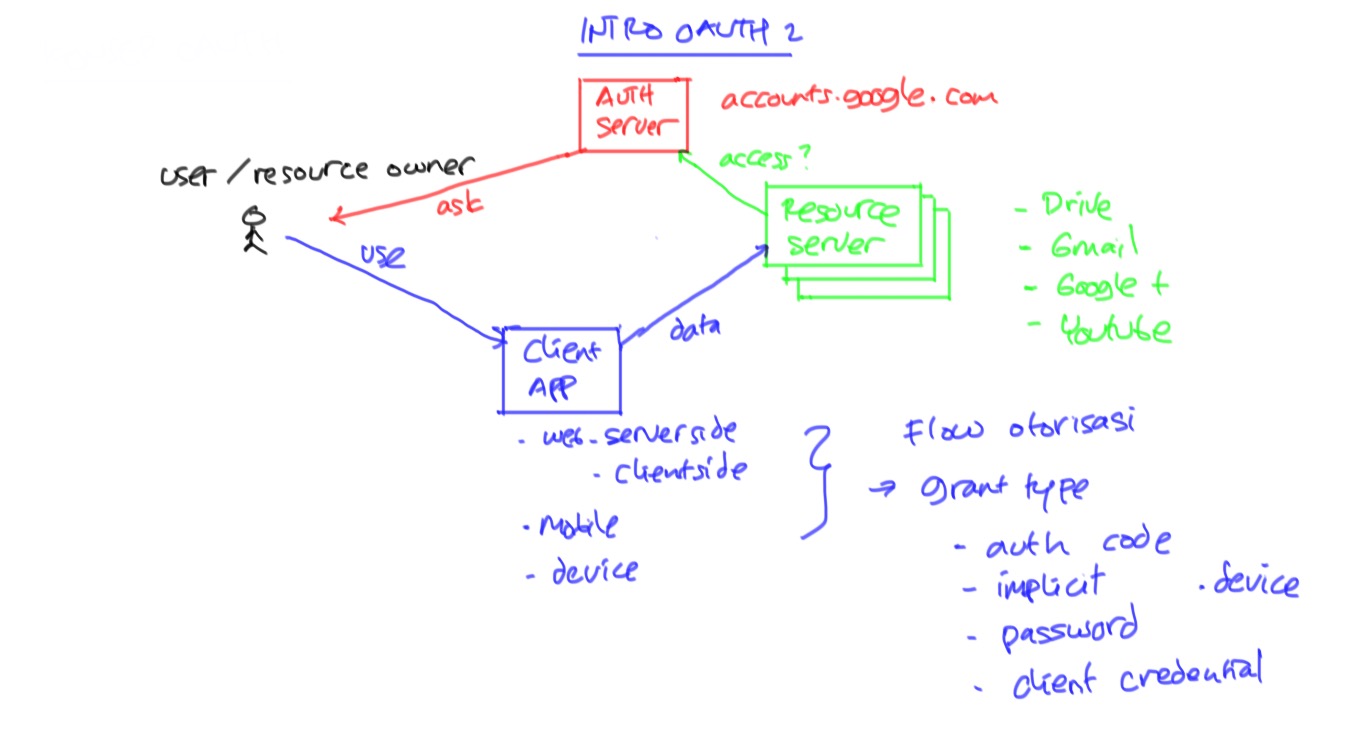 INTRO OAUTH 2
AUTH
server
accounts.google.com
access?
user/resource owner
ask
use
Resource
server
- Drive
- Gmail
- Google +
- Youtube
data
Client
APP
. web - serverside
- clientside
. mobile
- device
Flow otorisasi
→ grant type
- auth code
- implicit
. device
- password
- client credential